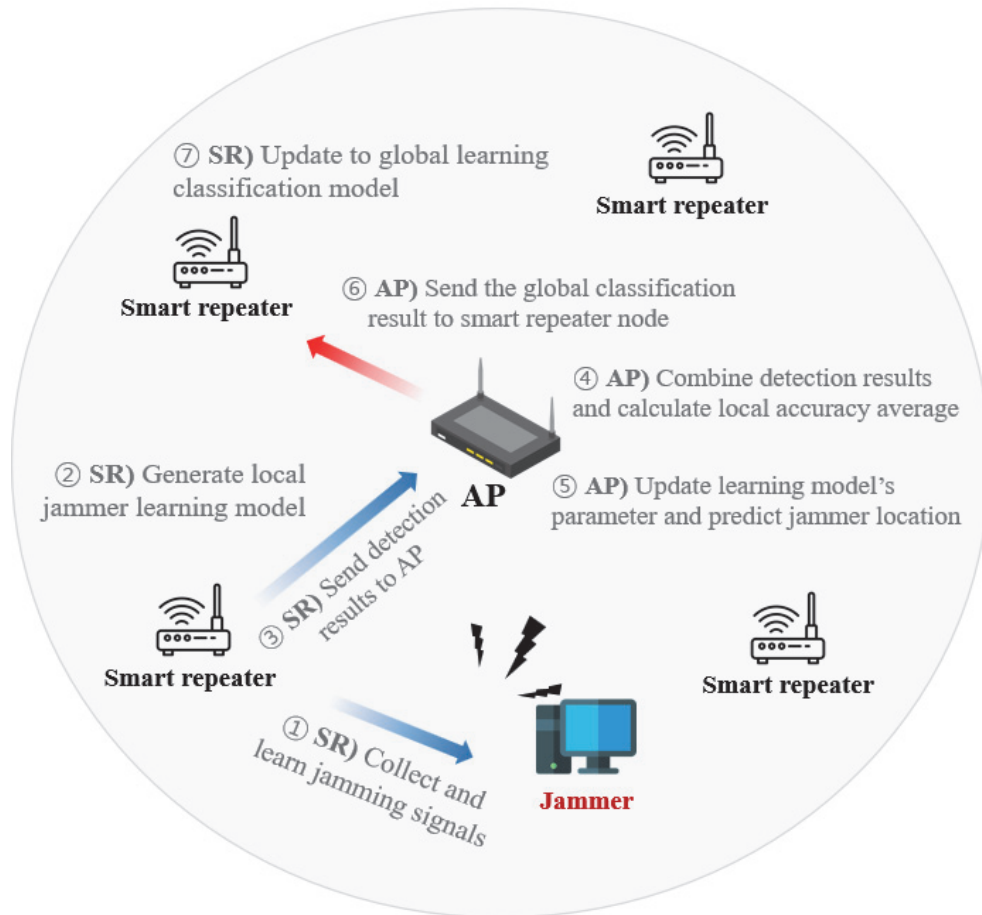 ⑦ SR) Update to global learning
classification model
Smart repeater
Smart repeater
⑥ AP) Send the global classification
result to smart repeater node
④ AP) Combine detection results
and calculate local accuracy average
② SR) Generate local
jammer learning model
AP
⑤ AP) Update learning model's
parameter and predict jammer location
③ SR) Send detection
results to AP
Smart repeater
Smart repeater
① SR) Collect and
learn jamming signals
Jammer